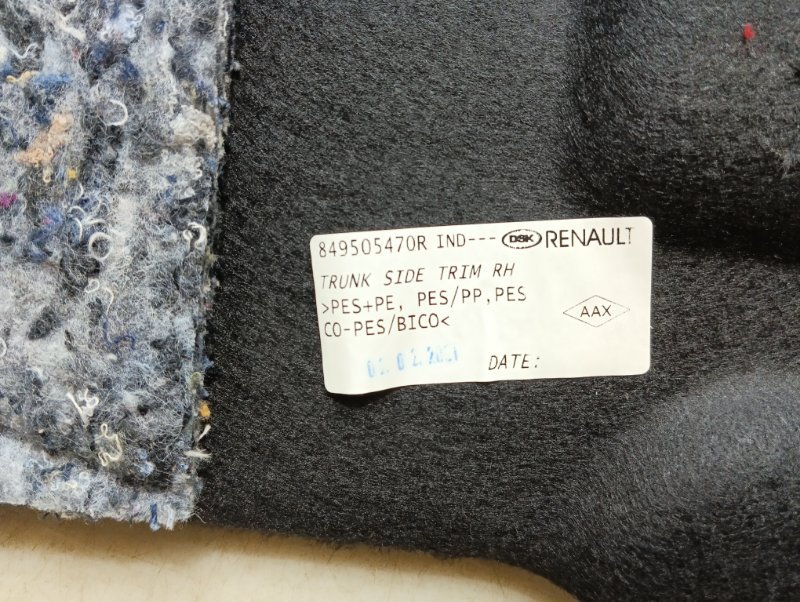 849505470R IND--- DSK RENAULT
TRUNK SIDE TRIM RH
>PES+PE, PES/PP,PES
CO-PES/BICO<
AAX
DATE: